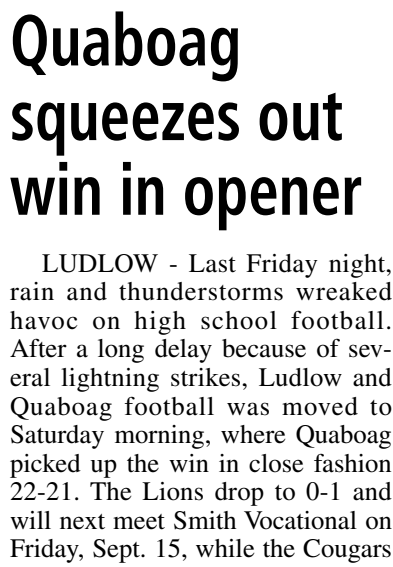 Quaboag
squeezes out
win in opener
LUDLOW - Last Friday night,
rain and thunderstorms wreaked
havoc on high school football.
After a long delay because of sev-
eral lightning strikes, Ludlow and
Quaboag football was moved to
Saturday morning, where Quaboag
picked up the win in close fashion
22-21. The Lions drop to 0-1 and
will next meet Smith Vocational on
Friday, Sept. 15, while the Cougars